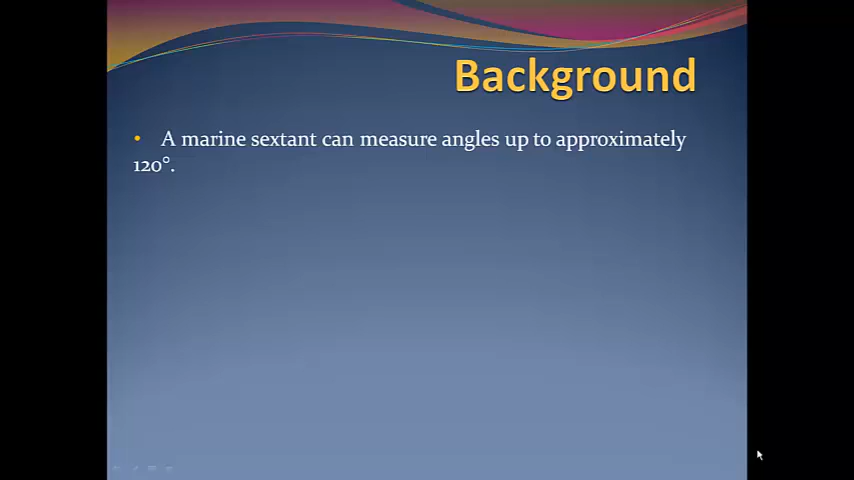 Background
• A marine sextant can measure angles up to approximately
120°.